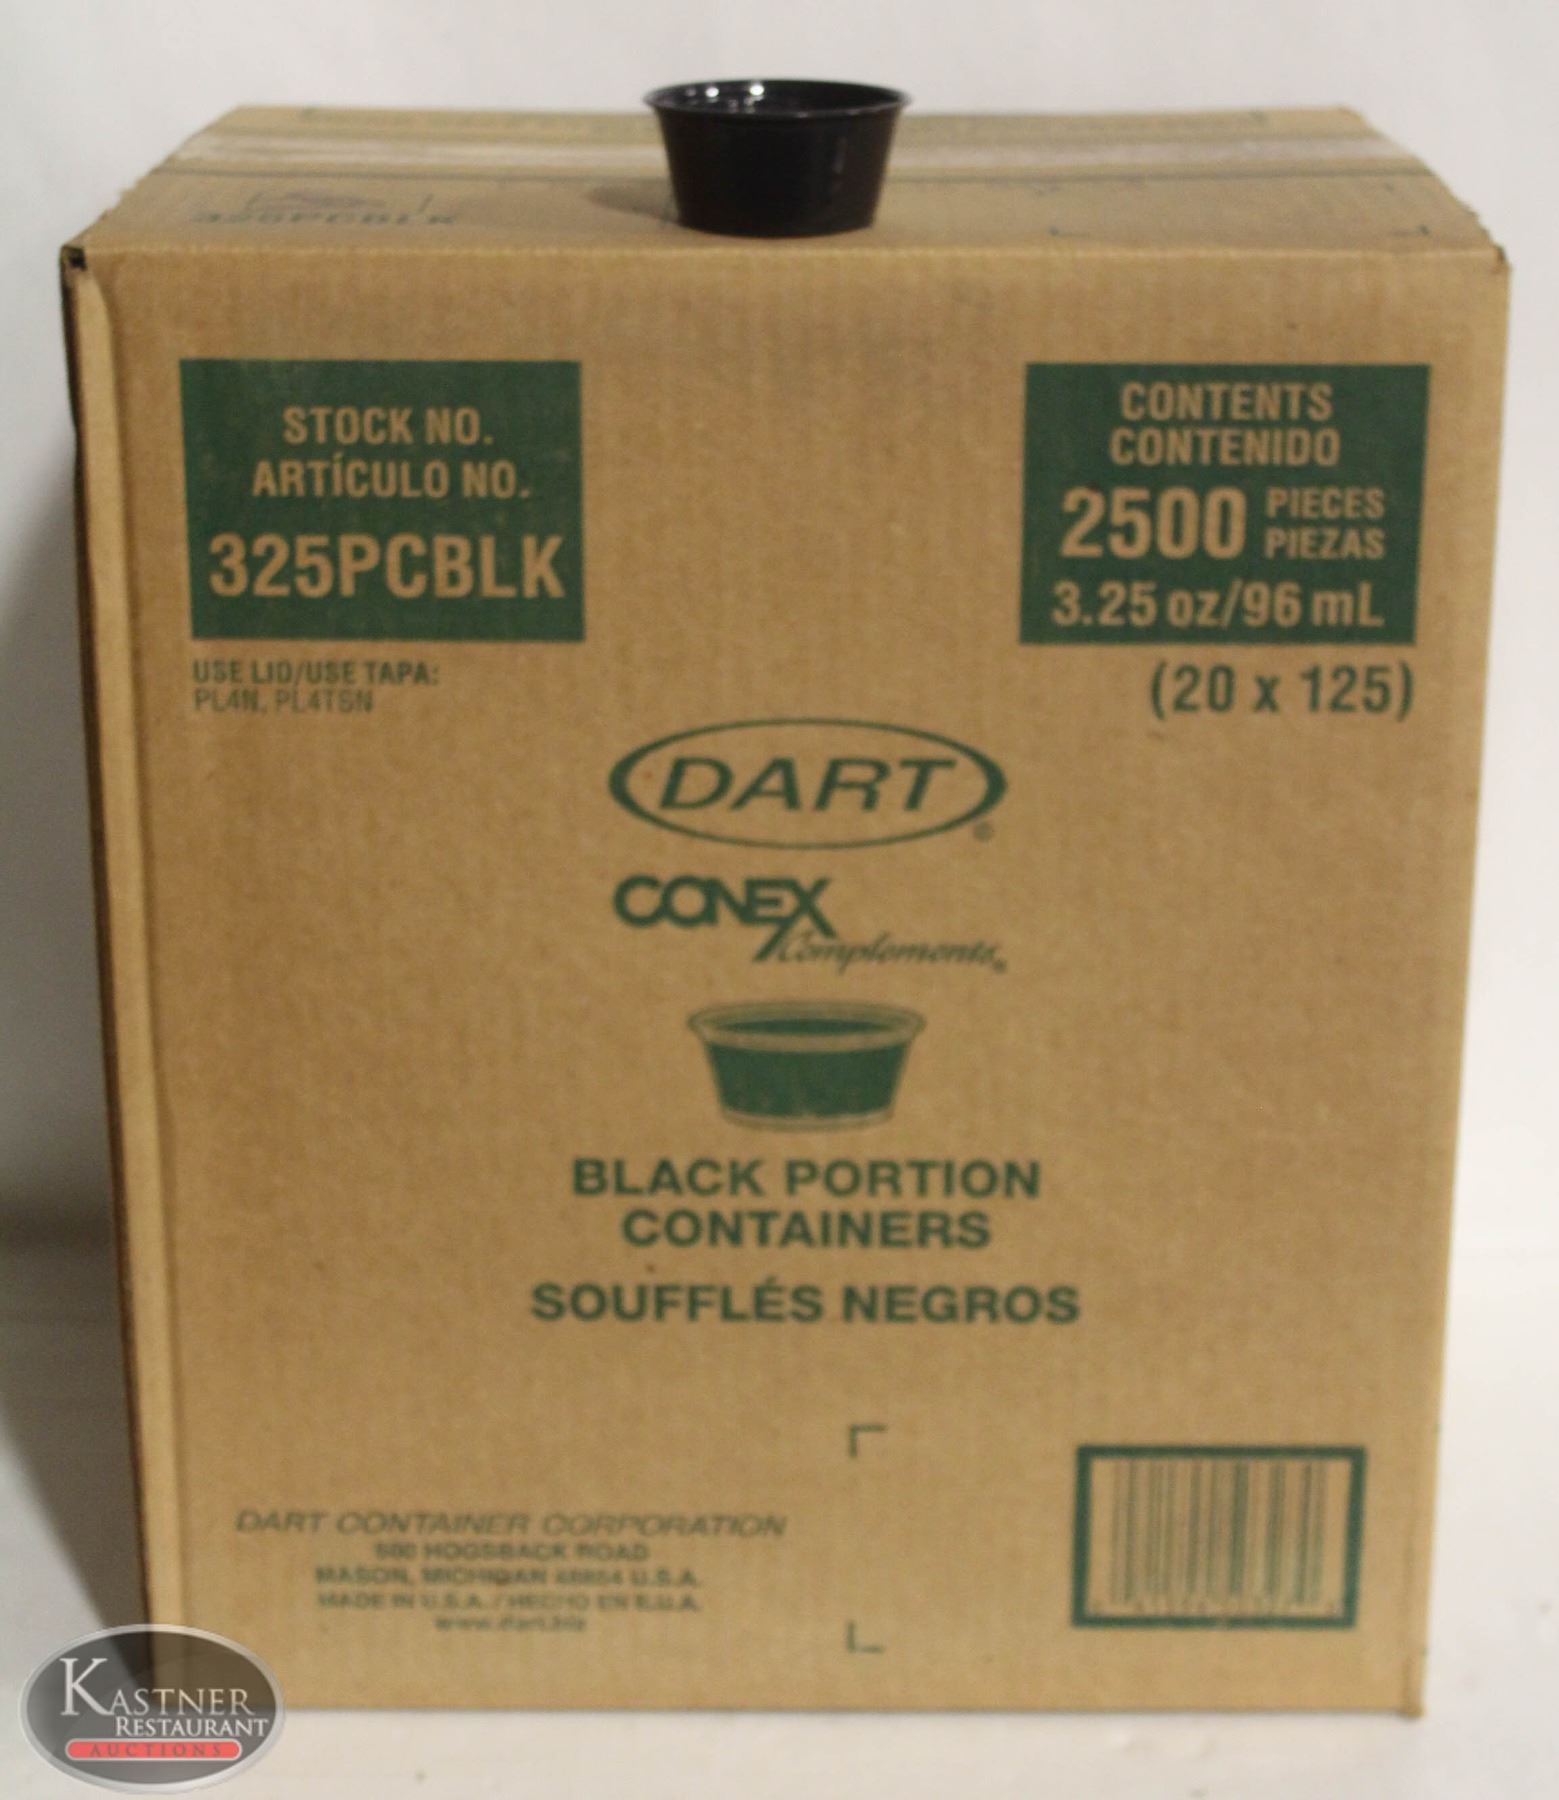 325PCBLK
STOCK NO.
ARTÍCULO NO.
325PCBLK
USE LID/USE TAPA:
PL4N, PL4TSN
CONTENTS
CONTENIDO
2500 PIECES
PIEZAS
3.25 oz/96 mL
(20 x 125)
DART®
CONEX
Complements®
BLACK PORTION
CONTAINERS
SOUFFLÉS NEGROS
DART CONTAINER CORPORATION
500 HOGSBACK ROAD
MASON, MICHIGAN 48854 U.S.A.
MADE IN U.S.A. / HECHO EN E.U.A.
www.dart.biz
KASTNER
RESTAURANT
AUCTIONS